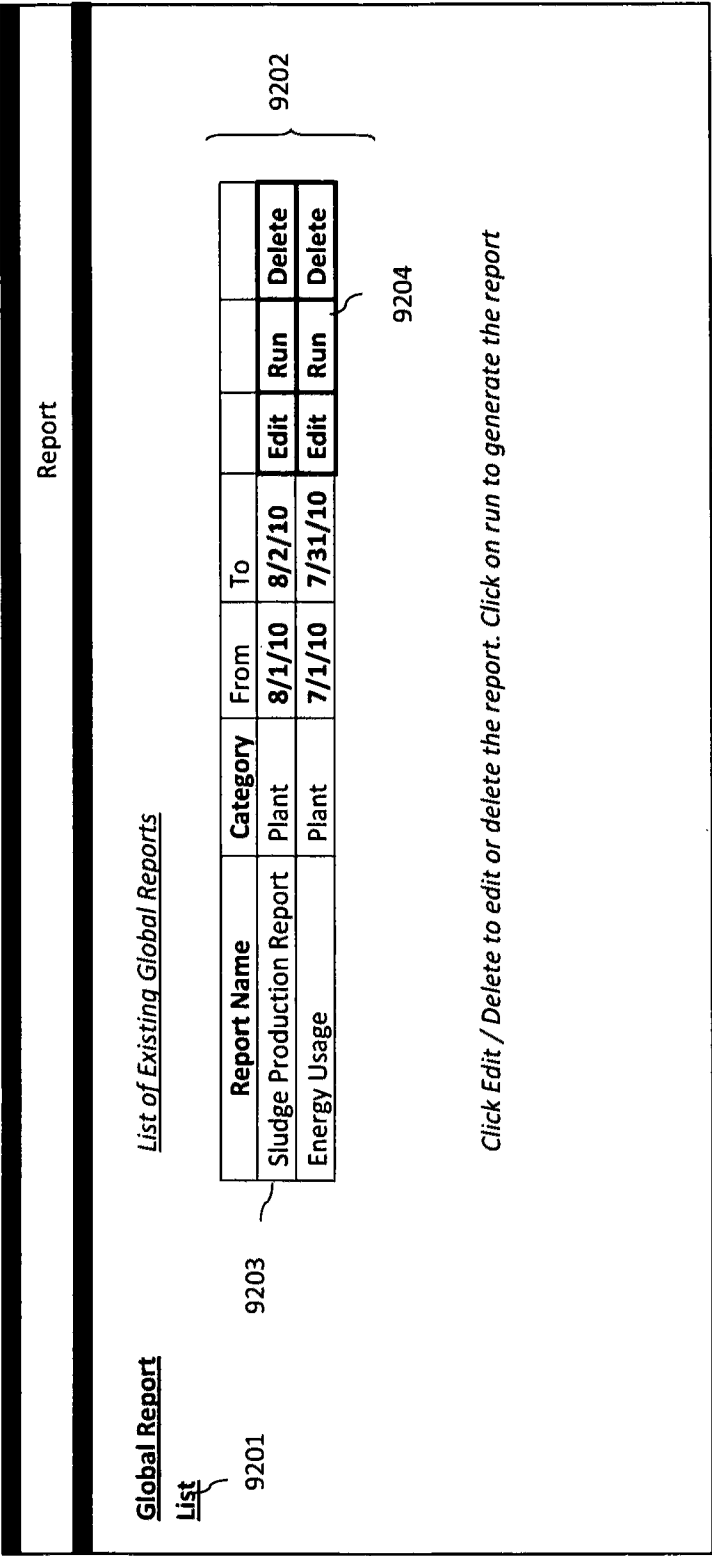 Report
Global Report
List
9201
List of Existing Global Reports
9202
Report Name Category From To
Sludge Production Report Plant 8/1/10 8/2/10 Edit Run Delete
Energy Usage Plant 7/1/10 7/31/10 Edit Run Delete
9203
9204
Click Edit / Delete to edit or delete the report. Click on run to generate the report